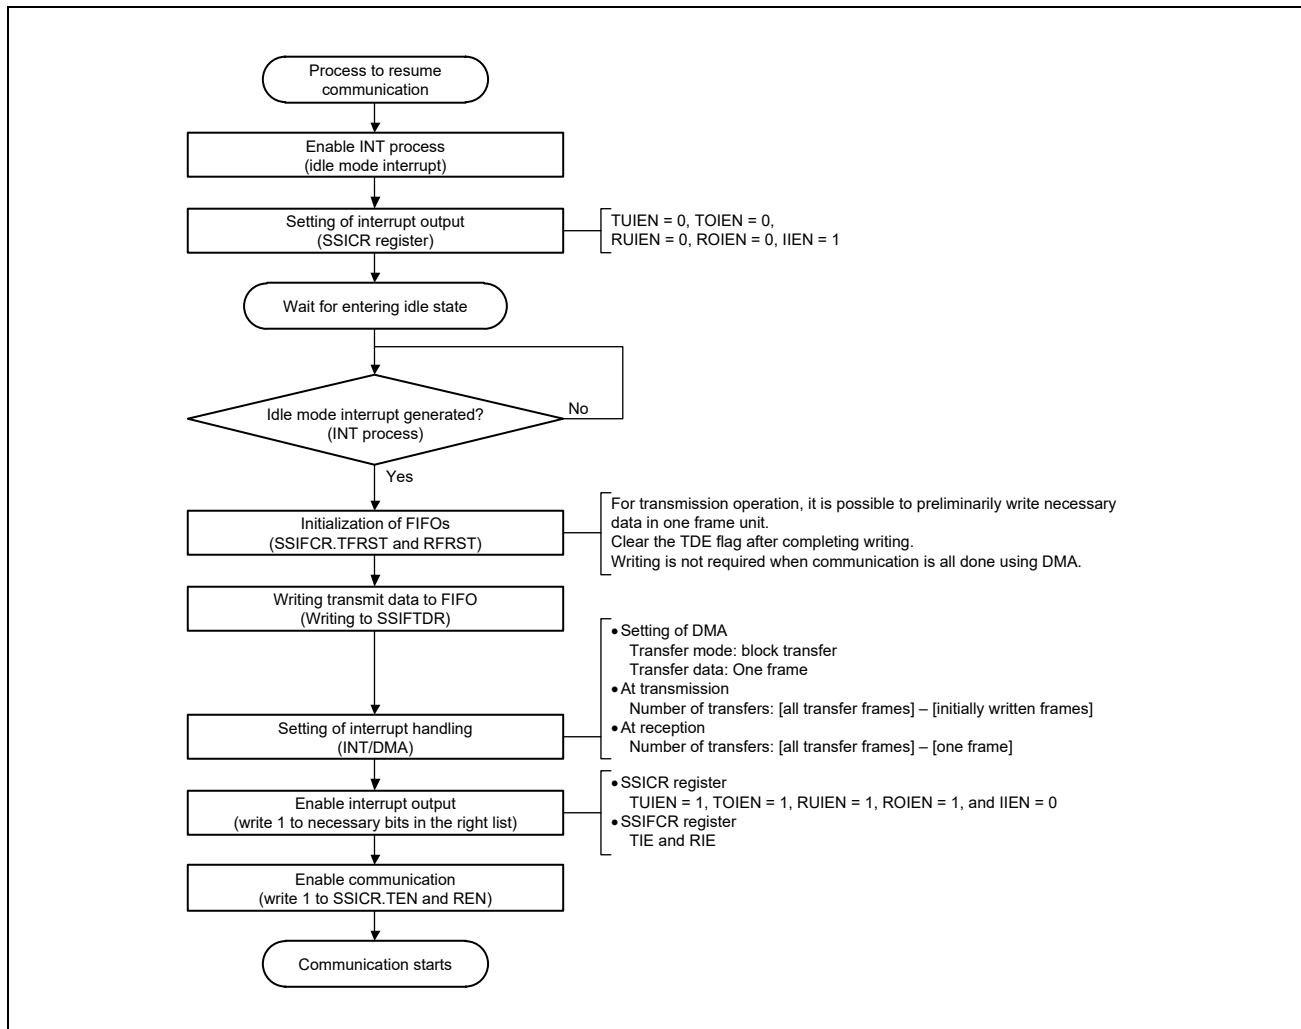 Process to resume
communication
Enable INT process
(idle mode interrupt)
Setting of interrupt output
(SSICR register)
TUIEN = 0, TOIEN = 0,
RUIEN = 0, ROIEN = 0, IIEN = 1
Wait for entering idle state
Idle mode interrupt generated?
(INT process)
No
Yes
Initialization of FIFOs
(SSIFCR.TFRST and RFRST)
For transmission operation, it is possible to preliminarily write necessary
data in one frame unit.
Clear the TDE flag after completing writing.
Writing is not required when communication is all done using DMA.
Writing transmit data to FIFO
(Writing to SSIFTDR)
Setting of interrupt handling
(INT/DMA)
• Setting of DMA
Transfer mode: block transfer
Transfer data: One frame
• At transmission
Number of transfers: [all transfer frames] – [initially written frames]
• At reception
Number of transfers: [all transfer frames] – [one frame]
Enable interrupt output
(write 1 to necessary bits in the right list)
• SSICR register
TUIEN = 1, TOIEN = 1, RUIEN = 1, ROIEN = 1, and IIEN = 0
• SSIFCR register
TIE and RIE
Enable communication
(write 1 to SSICR.TEN and REN)
Communication starts